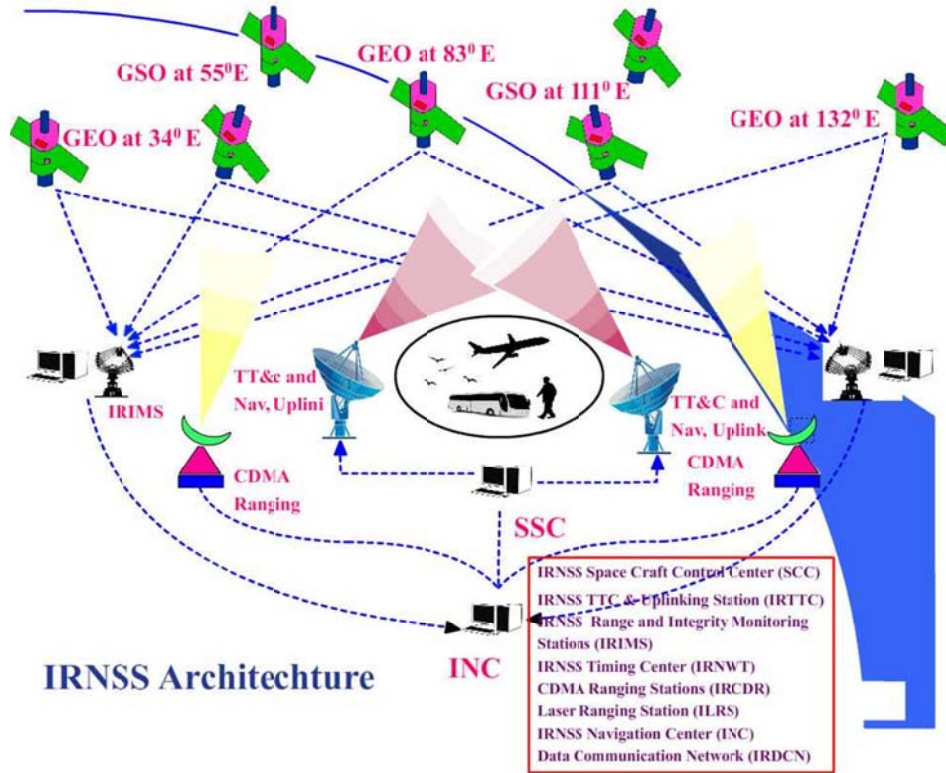 GEO at 83⁰ E
GSO at 55⁰E
GSO at 111⁰ E
GEO at 34⁰ E
GEO at 132⁰ E
IRIMS
TT&c and
Nav, Uplini
TT&C and
Nav, Uplink
CDMA
Ranging
CDMA
Ranging
SSC
INC
IRNSS Architechture
IRNSS Space Craft Control Center (SCC)
IRNSS TTC & Uplinking Station (IRTTC)
IRNSS Range and Integrity Monitoring
Stations (IRIMS)
IRNSS Timing Center (IRNWT)
CDMA Ranging Stations (IRCDR)
Laser Ranging Station (ILRS)
IRNSS Navigation Center (INC)
Data Communication Network (IRDCN)